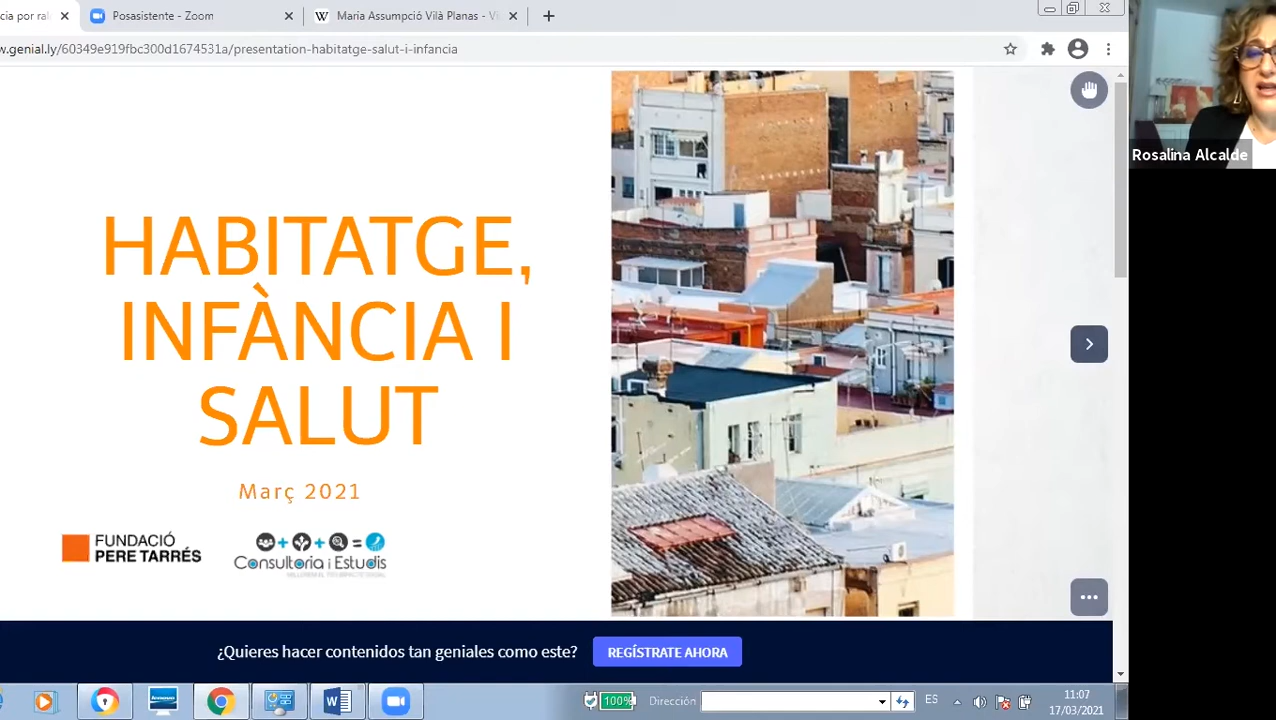 cia por ral
Posasistente - Zoom
Maria Assumpció Vilà Planas - Vi
w.genial.ly/60349e919fbc300d1674531a/presentation-habitatge-salut-i-infancia
Rosalina Alcalde
HABITATGE,
INFÀNCIA I
SALUT
Març 2021
FUNDACIÓ
PERE TARRÉS
Consultoria i Estudis
¿Quieres hacer contenidos tan geniales como este?
REGÍSTRATE AHORA
100%
Dirección
ES
11:07
17/03/2021